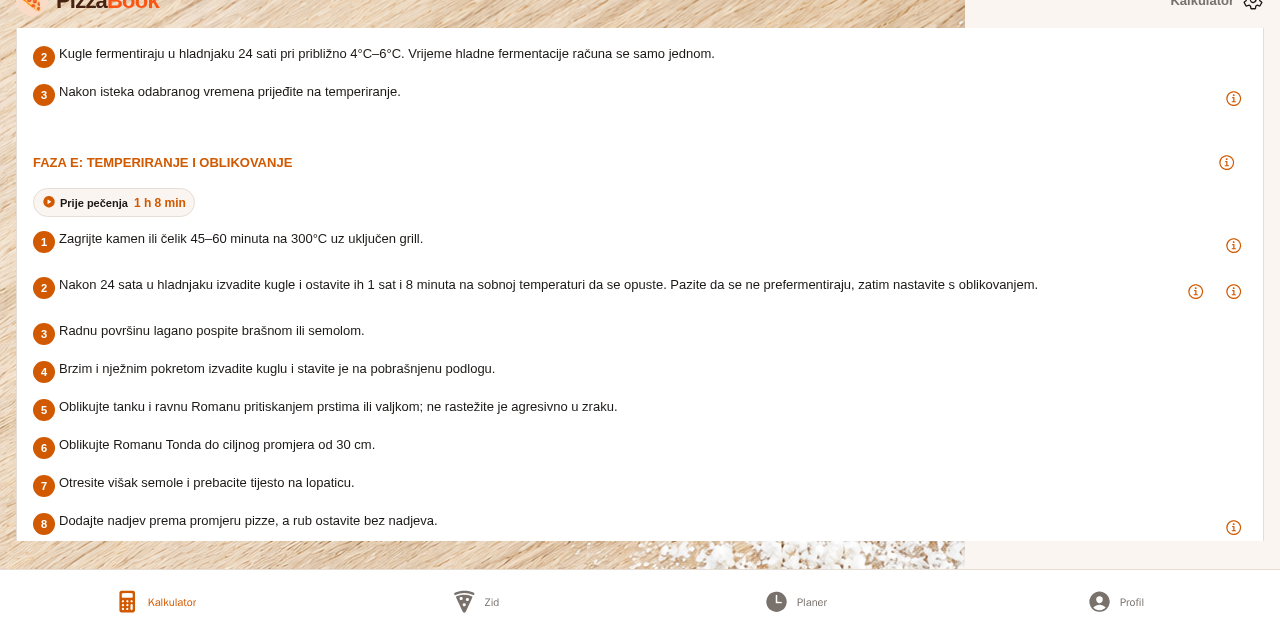 PizzaBook
Kalkulator
2 Kugle fermentiraju u hladnjaku 24 sati pri približno 4°C–6°C. Vrijeme hladne fermentacije računa se samo jednom.
3 Nakon isteka odabranog vremena prijeđite na temperiranje.
FAZA E: TEMPERIRANJE I OBLIKOVANJE
Prije pečenja 1 h 8 min
1 Zagrijte kamen ili čelik 45–60 minuta na 300°C uz uključen grill.
2 Nakon 24 sata u hladnjaku izvadite kugle i ostavite ih 1 sat i 8 minuta na sobnoj temperaturi da se opuste. Pazite da se ne prefermentiraju, zatim nastavite s oblikovanjem.
3 Radnu površinu lagano pospite brašnom ili semolom.
4 Brzim i nježnim pokretom izvadite kuglu i stavite je na pobrašnjenu podlogu.
5 Oblikujte tanku i ravnu Romanu pritiskanjem prstima ili valjkom; ne rastežite je agresivno u zraku.
6 Oblikujte Romanu Tonda do ciljnog promjera od 30 cm.
7 Otresite višak semole i prebacite tijesto na lopaticu.
8 Dodajte nadjev prema promjeru pizze, a rub ostavite bez nadjeva.
Kalkulator
Zid
Planer
Profil